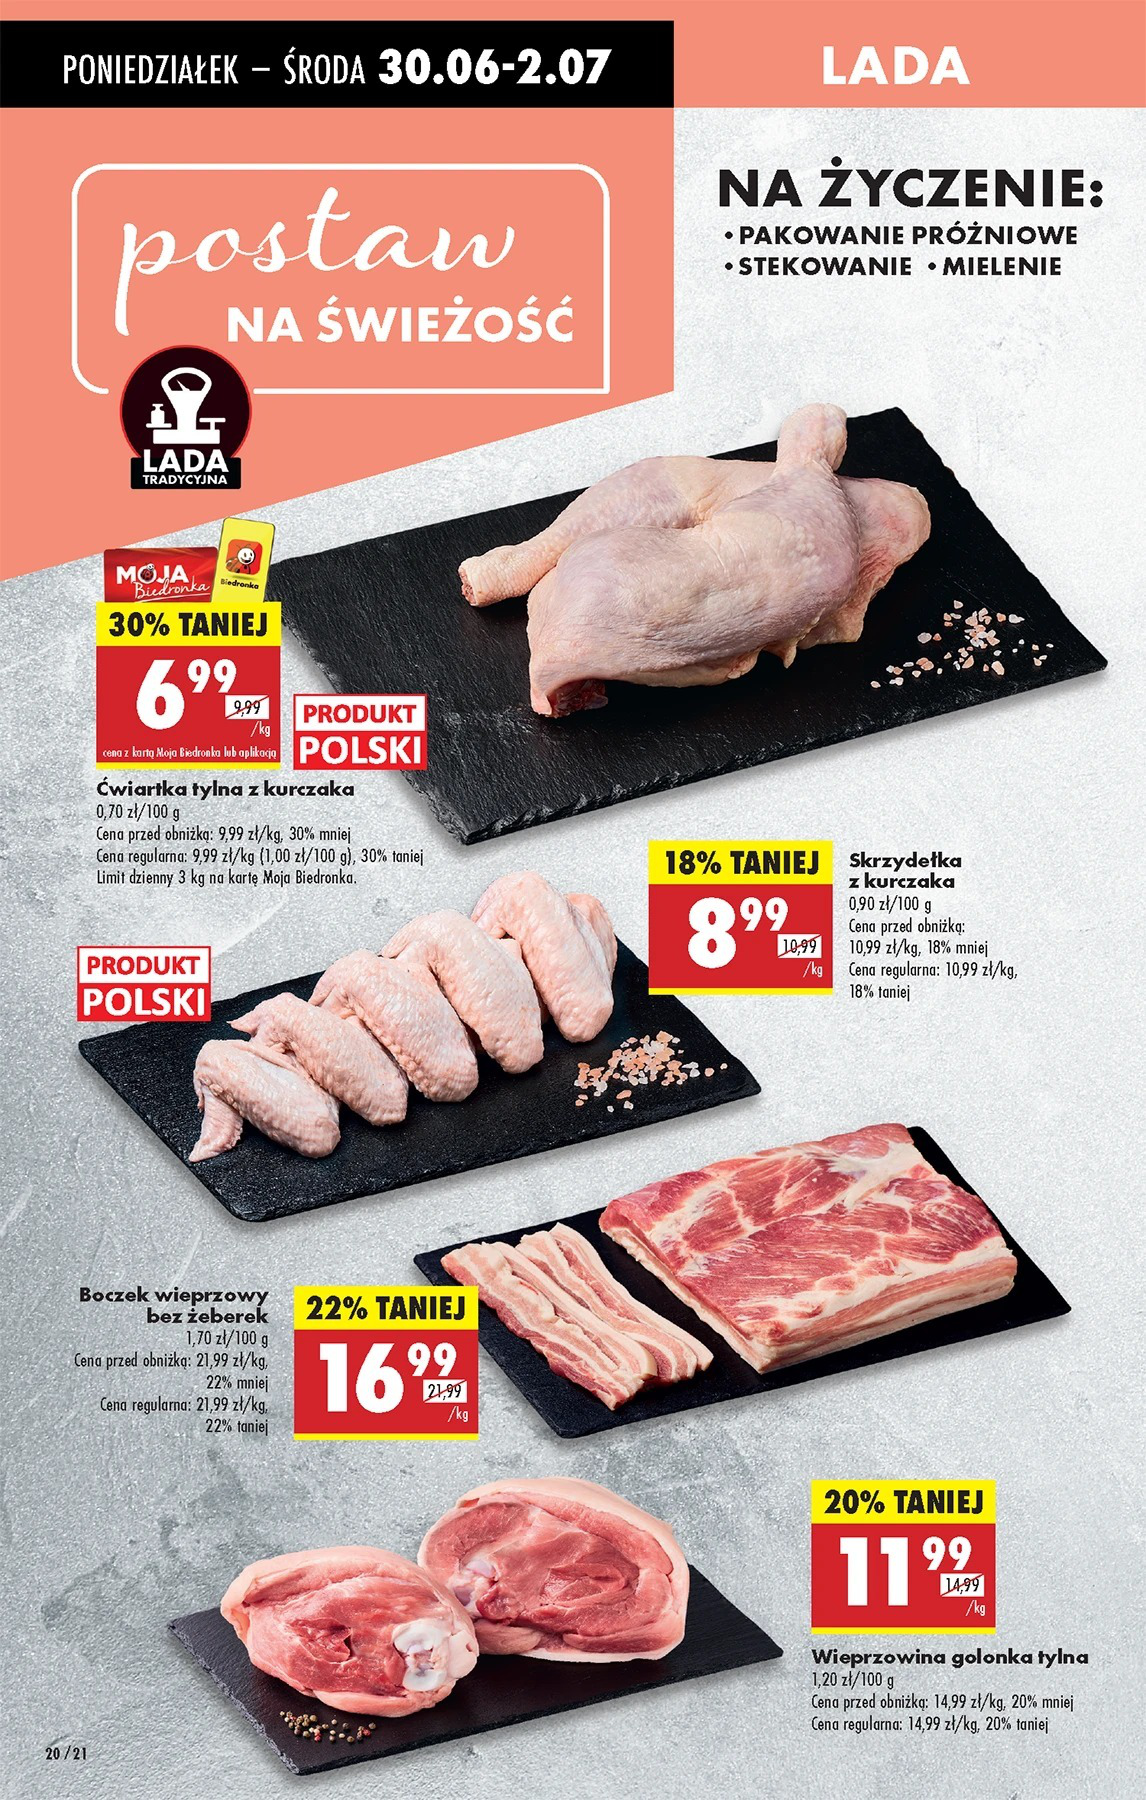 PONIEDZIAŁEK – ŚRODA 30.06-2.07
LADA
postaw
NA ŚWIEŻOŚĆ
LADA
TRADYCYJNA
NA ŻYCZENIE:
• PAKOWANIE PRÓŻNIOWE
• STEKOWANIE • MIELENIE
MOJA
Biedronka
Biedronka
30% TANIEJ
6 99
9,99
/kg
cena z kartą Moja Biedronka lub aplikacją
PRODUKT
POLSKI
Ćwiartka tylna z kurczaka
0,70 zł/100 g
Cena przed obniżką: 9,99 zł/kg, 30% mniej
Cena regularna: 9,99 zł/kg (1,00 zł/100 g), 30% taniej
Limit dzienny 3 kg na kartę Moja Biedronka.
18% TANIEJ
8 99
10,99
/kg
Skrzydełka
z kurczaka
0,90 zł/100 g
Cena przed obniżką:
10,99 zł/kg, 18% mniej
Cena regularna: 10,99 zł/kg,
18% taniej
PRODUKT
POLSKI
Boczek wieprzowy
bez żeberek
1,70 zł/100 g
Cena przed obniżką: 21,99 zł/kg,
22% mniej
Cena regularna: 21,99 zł/kg,
22% taniej
22% TANIEJ
16 99
21,99
/kg
20% TANIEJ
11 99
14,99
/kg
Wieprzowina golonka tylna
1,20 zł/100 g
Cena przed obniżką: 14,99 zł/kg, 20% mniej
Cena regularna: 14,99 zł/kg, 20% taniej
20/21